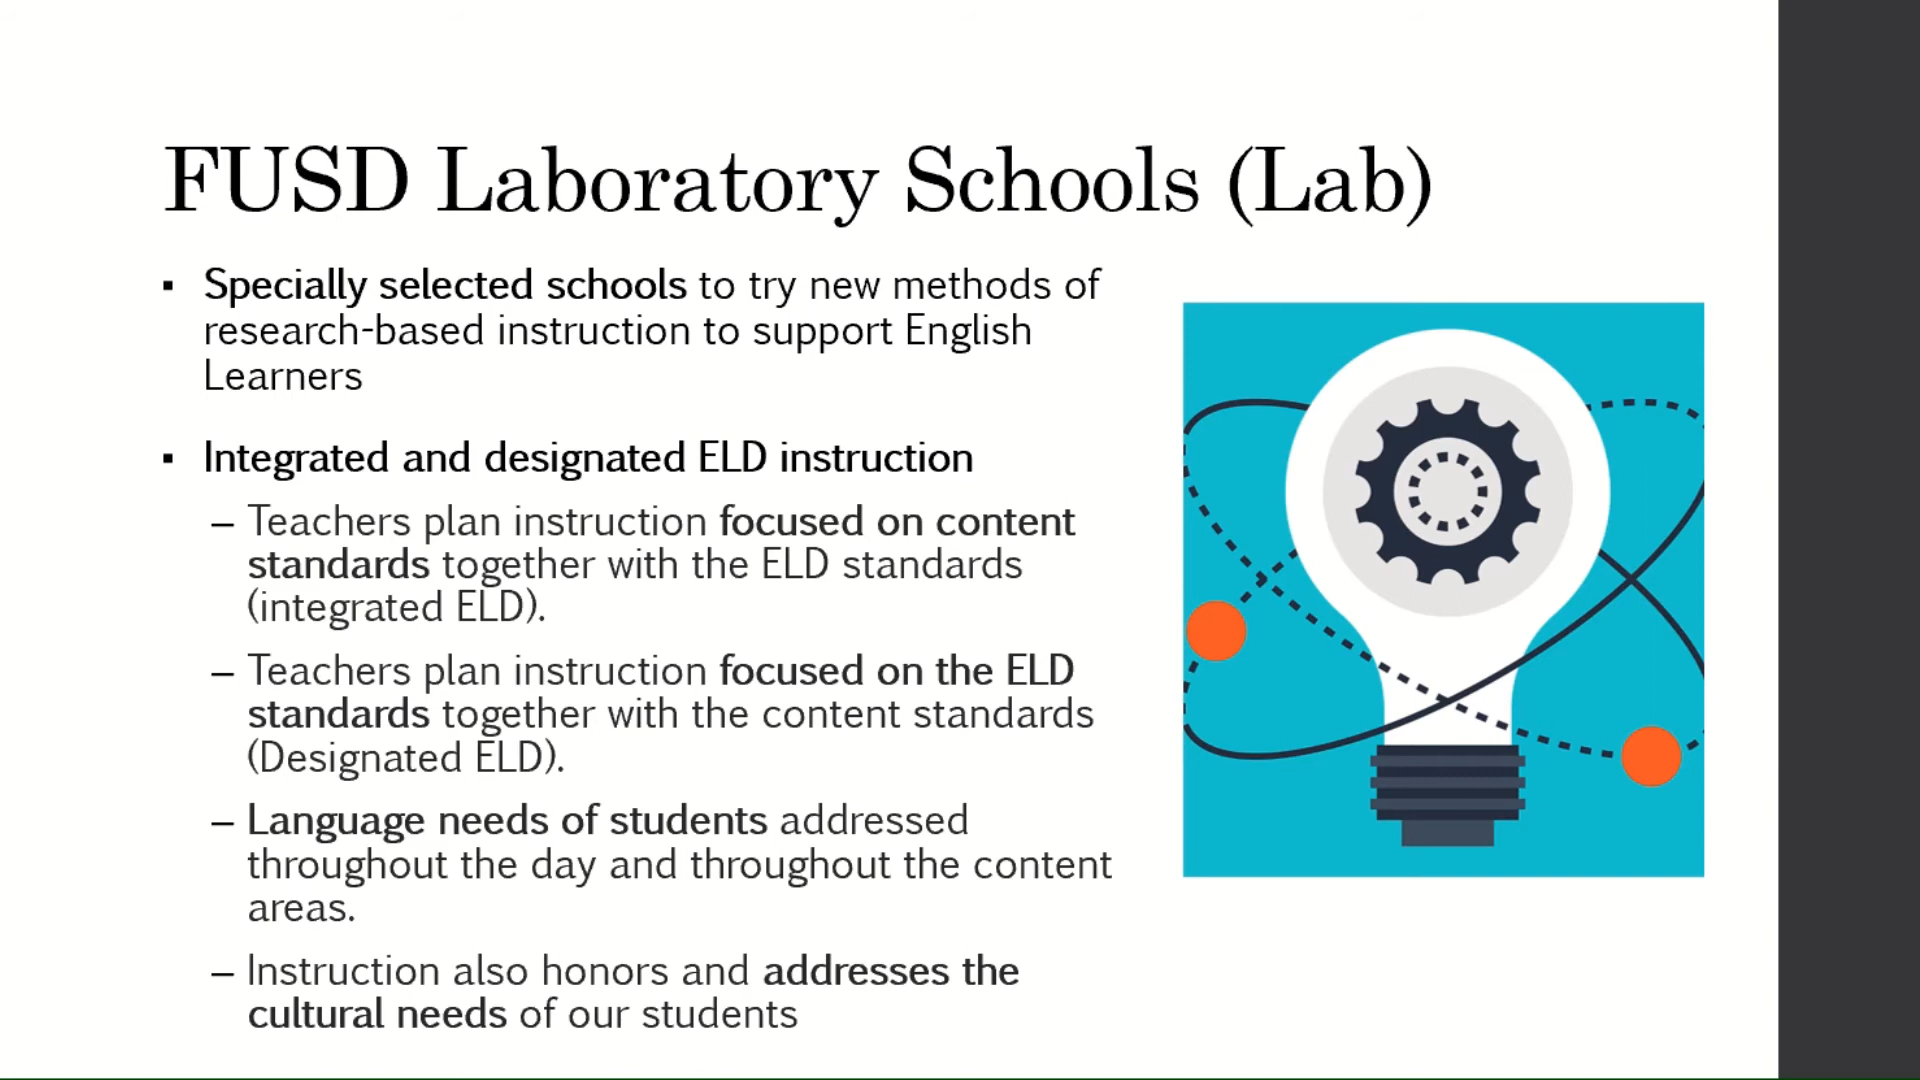 FUSD Laboratory Schools (Lab)
▪ Specially selected schools to try new methods of
research-based instruction to support English
Learners
▪ Integrated and designated ELD instruction
– Teachers plan instruction focused on content
standards together with the ELD standards
(integrated ELD).
– Teachers plan instruction focused on the ELD
standards together with the content standards
(Designated ELD).
– Language needs of students addressed
throughout the day and throughout the content
areas.
– Instruction also honors and addresses the
cultural needs of our students